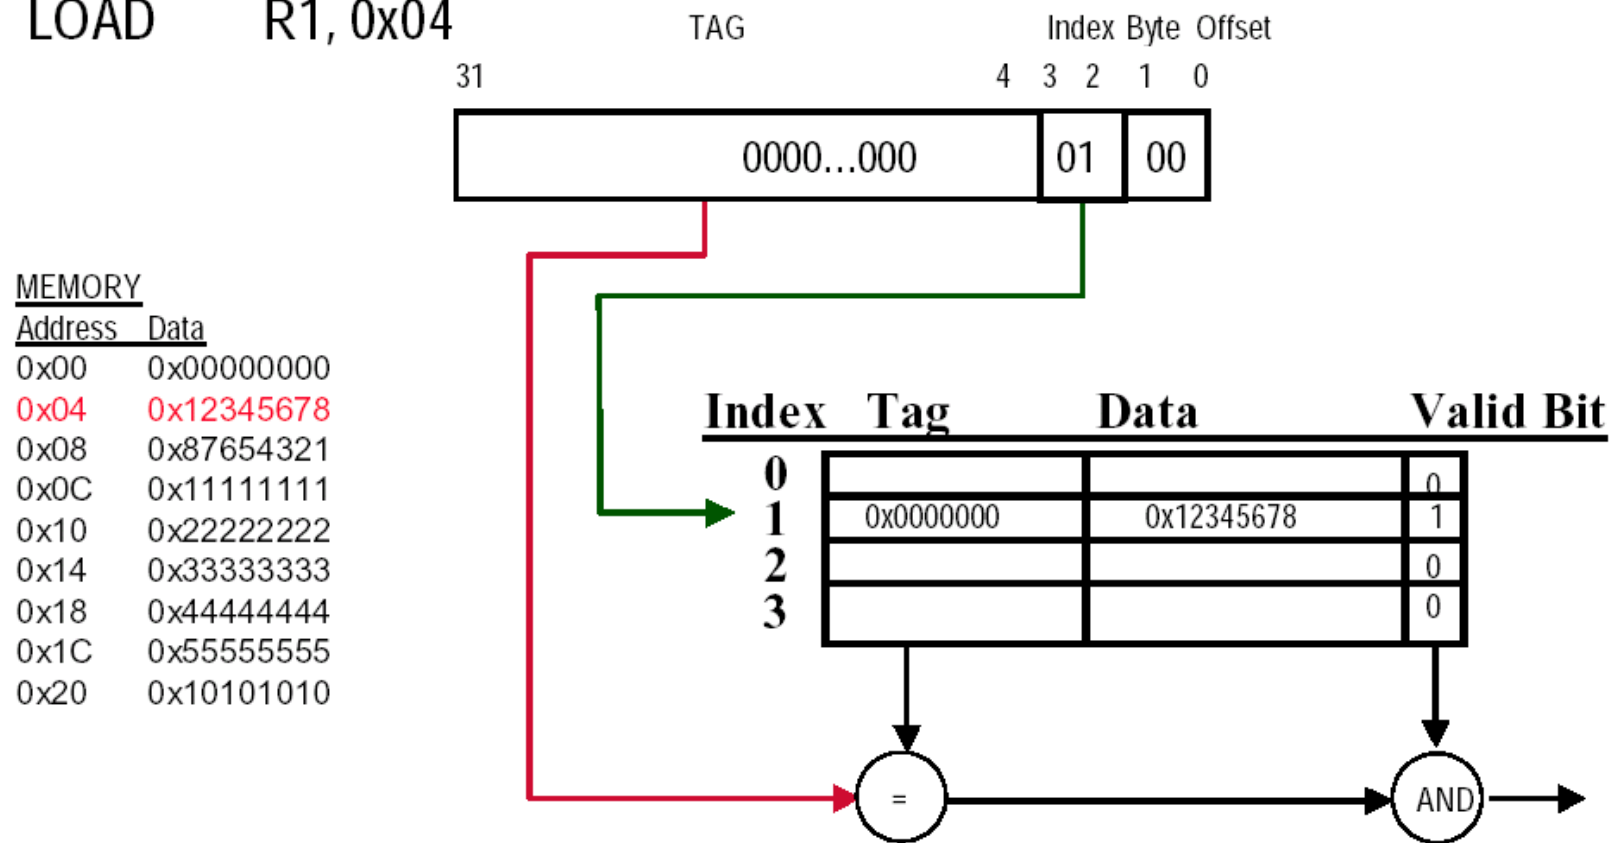 LOAD R1, 0x04
TAG Index Byte Offset
31 4 3 2 1 0
0000...000 01 00
MEMORY
Address Data
0x00 0x00000000
0x04 0x12345678
0x08 0x87654321
0x0C 0x11111111
0x10 0x22222222
0x14 0x33333333
0x18 0x44444444
0x1C 0x55555555
0x20 0x10101010
Index Tag Data Valid Bit
0 0
1 0x0000000 0x12345678 1
2 0
3 0
= AND